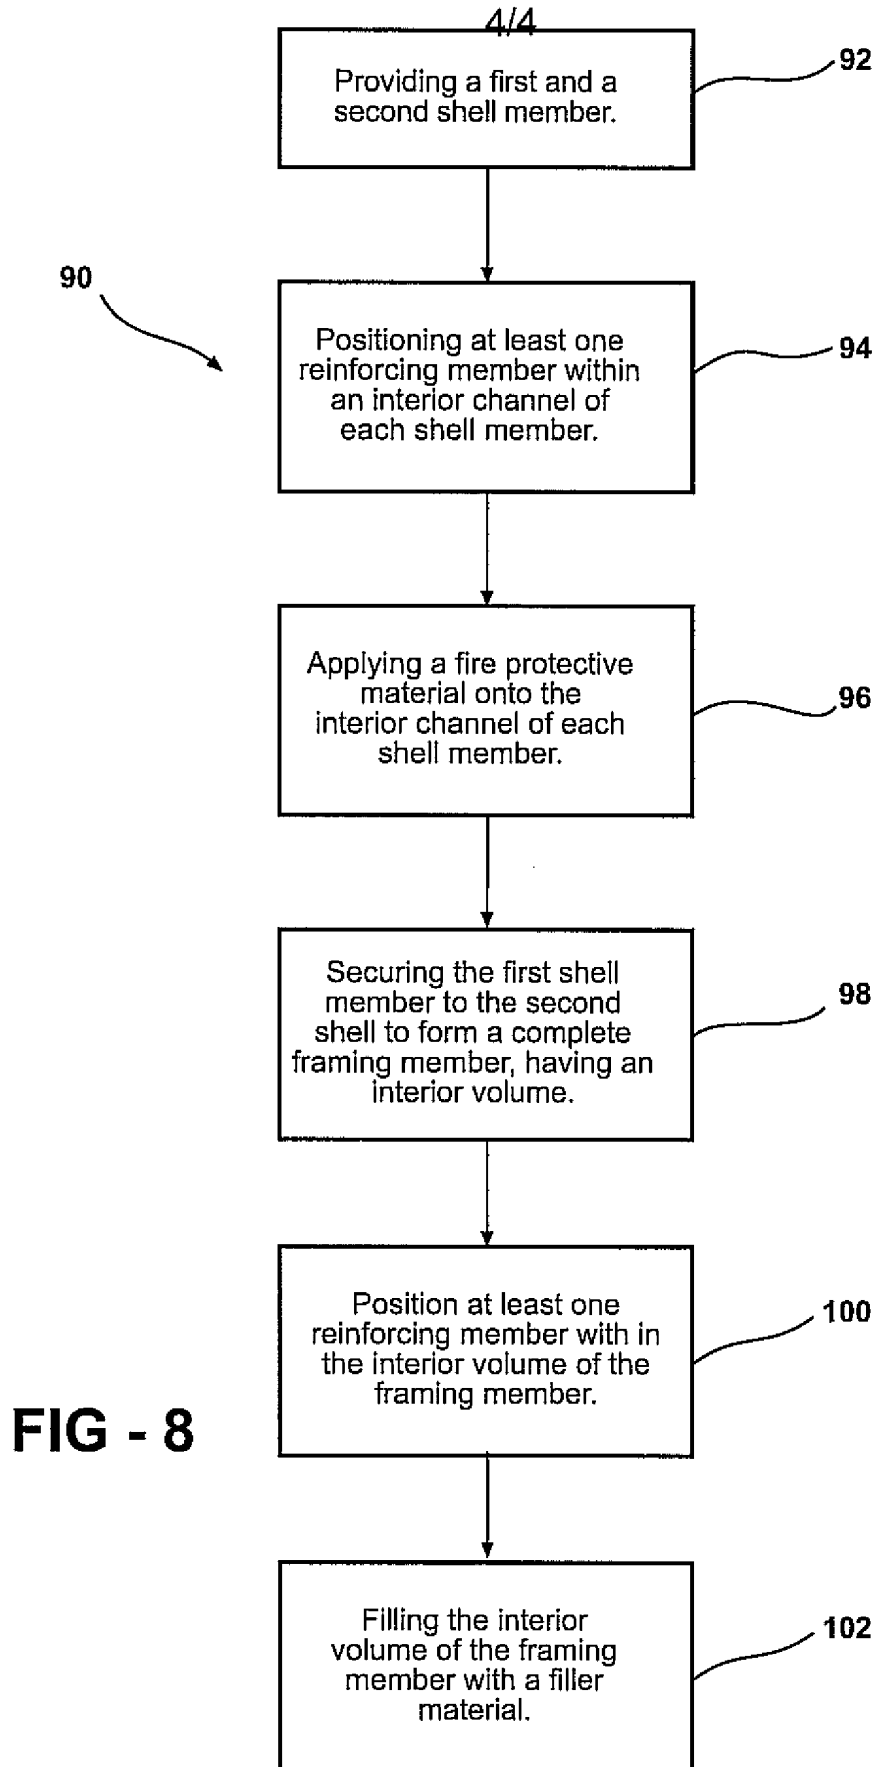 4/4
Providing a first and a
second shell member.
92
90
Positioning at least one
reinforcing member within
an interior channel of
each shell member.
94
Applying a fire protective
material onto the
interior channel of each
shell member.
96
Securing the first shell
member to the second
shell to form a complete
framing member, having an
interior volume.
98
Position at least one
reinforcing member with in
the interior volume of the
framing member.
100
FIG - 8
Filling the interior
volume of the framing
member with a filler
material.
102